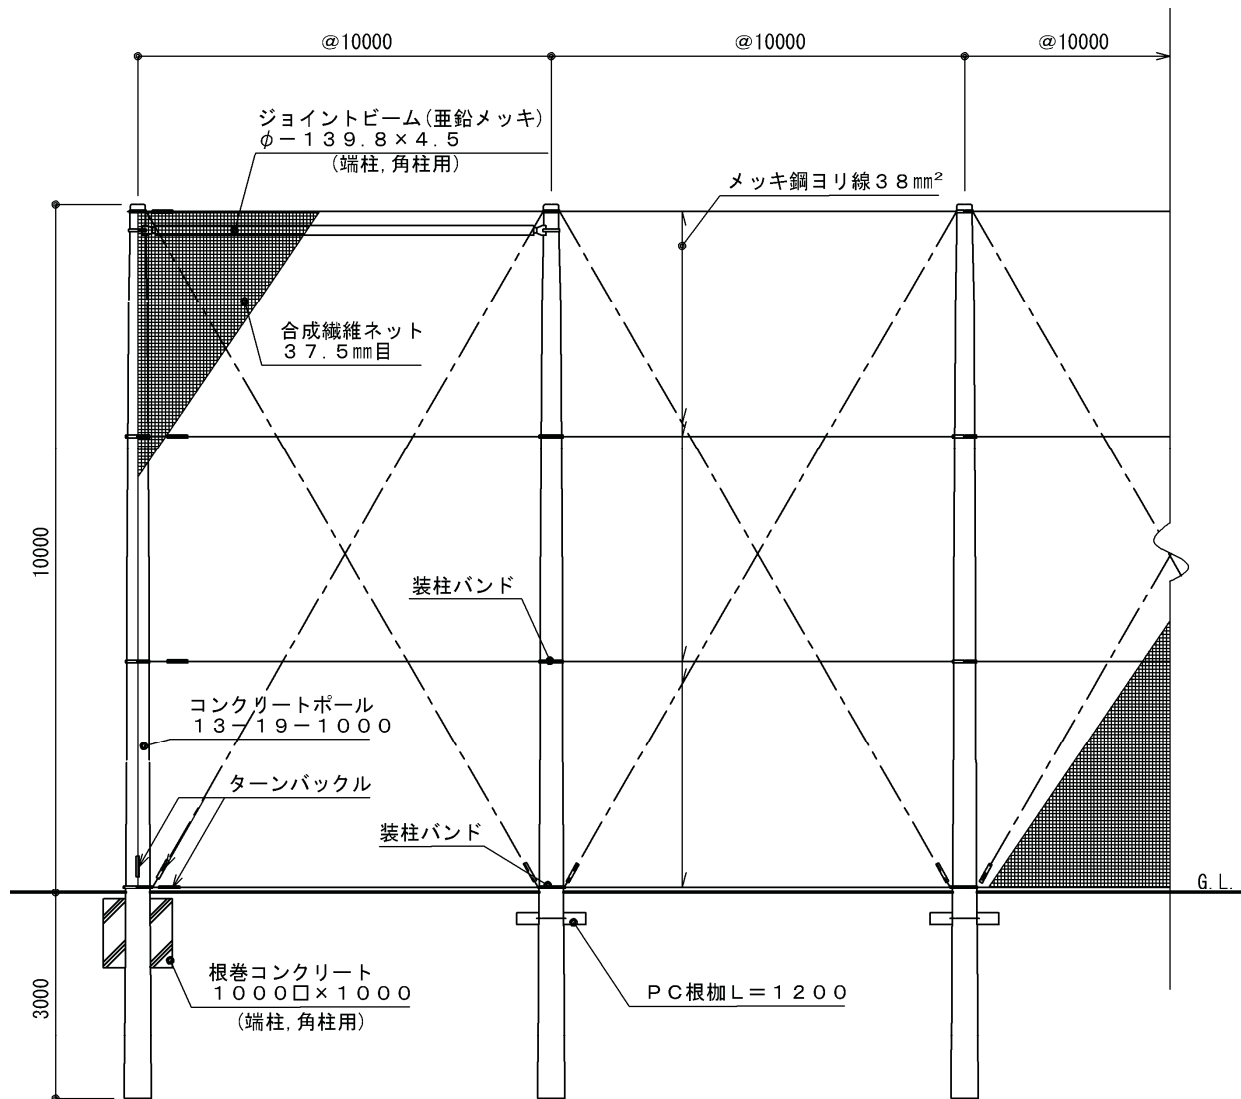 @10000
@10000
@10000
ジョイントビーム(亜鉛メッキ)
φ－１３９.８×４.５
(端柱,角柱用)
メッキ鋼ヨリ線３８㎜²
合成繊維ネット
３７.５㎜目
10000
装柱バンド
コンクリートポール
１３－１９－１０００
ターンバックル
装柱バンド
G.L.
3000
根巻コンクリート
１０００□×１０００
(端柱,角柱用)
ＰＣ根枷Ｌ＝１２００